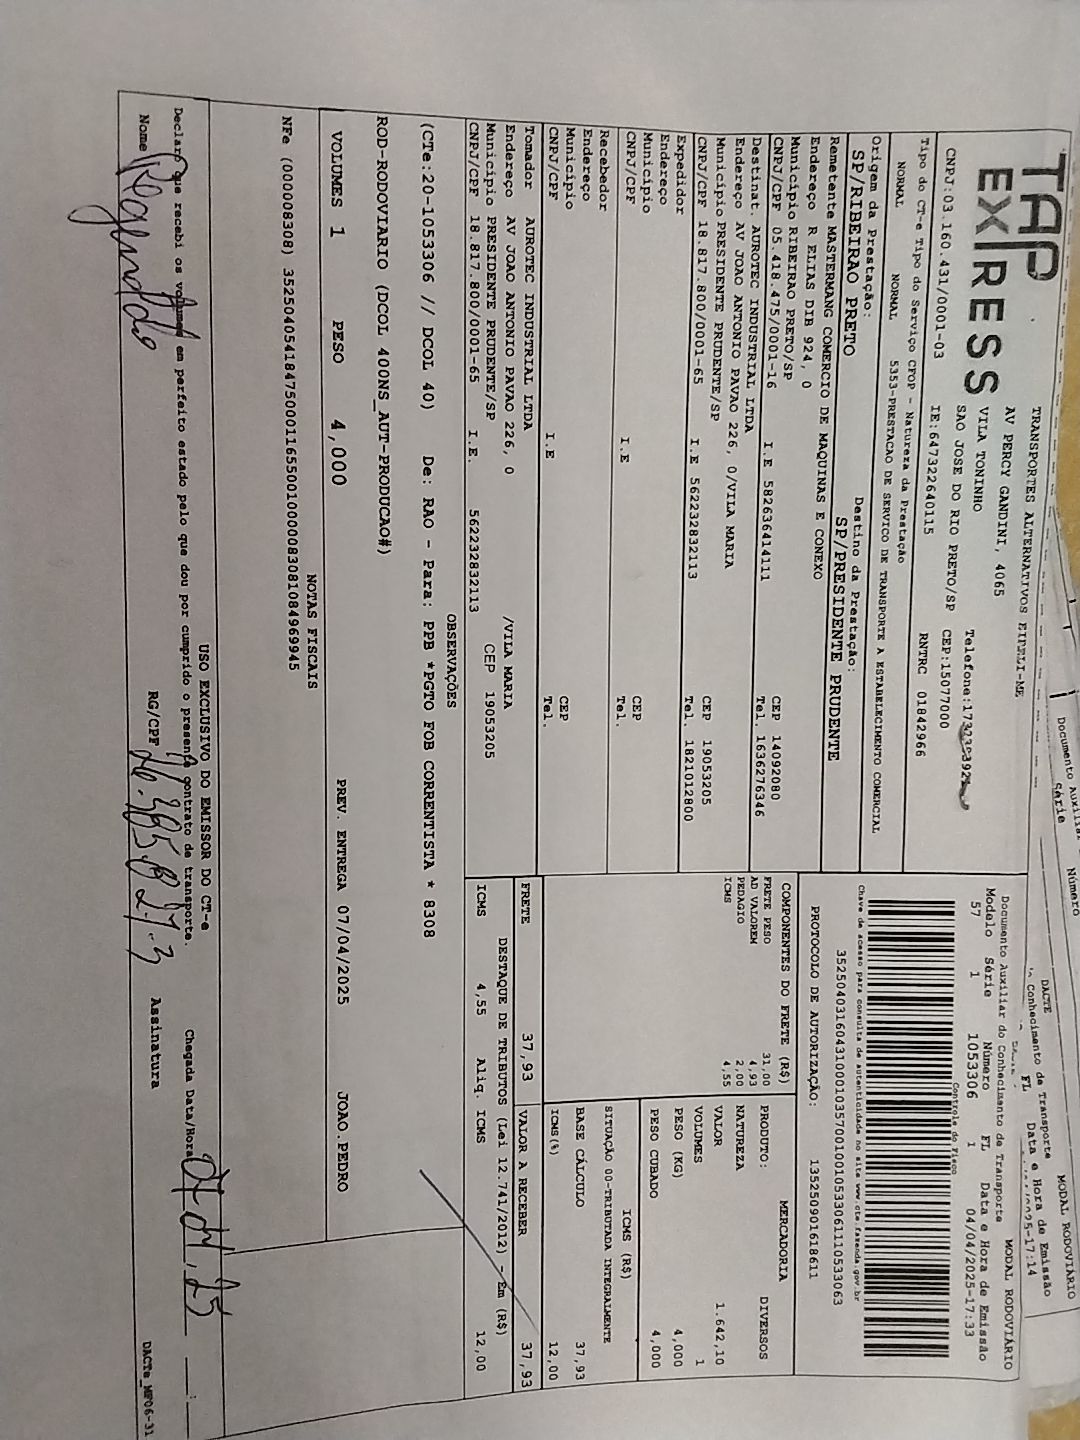 TAP
EXPRESS
TRANSPORTES ALTERNATIVOS EIRELI-ME
AV PERCY GANDINI, 4065
VILA TONINHO
SAO JOSE DO RIO PRETO/SP CEP:15077000
CNPJ:03.160.431/0001-03 IE:647322640115 RNTRC 01842966
DACTE MODAL RODOVIÁRIO
Documento Auxiliar do Conhecimento de Transporte MODAL RODOVIÁRIO
Modelo Série Número FL Data e Hora de Emissão
57 1 1053306 1 04/04/2025-17:33
Controle do Fisco
Tipo do CT-e Tipo do Serviço CFOP - Natureza da Prestação
NORMAL NORMAL 5353-PRESTACAO DE SERVICO DE TRANSPORTE A ESTABELECIMENTO COMERCIAL
Chave de acesso para consulta de autenticidade no site www.cte.fazenda.gov.br
35250403160431000103570010010533061110533063
PROTOCOLO DE AUTORIZAÇÃO: 135250901618611
Origem da Prestação: Destino da Prestação:
SP/RIBEIRAO PRETO SP/PRESIDENTE PRUDENTE
Remetente MASTERMANG COMERCIO DE MAQUINAS E CONEXO
Endereço R ELIAS DIB 924, 0
Município RIBEIRAO PRETO/SP CEP 14092080
CNPJ/CPF 05.418.475/0001-16 I.E 582636414111 Tel. 1636276346
Destinat. AUROTEC INDUSTRIAL LTDA
Endereço AV JOAO ANTONIO PAVAO 226, 0/VILA MARIA
Município PRESIDENTE PRUDENTE/SP CEP 19053205
CNPJ/CPF 18.817.800/0001-65 I.E 562232832113 Tel. 1821012800
Expedidor
Endereço
Município CEP
CNPJ/CPF I.E Tel.
Recebedor
Endereço
Município CEP
CNPJ/CPF I.E Tel.
Tomador AUROTEC INDUSTRIAL LTDA
Endereço AV JOAO ANTONIO PAVAO 226, 0 /VILA MARIA
Município PRESIDENTE PRUDENTE/SP CEP 19053205
CNPJ/CPF 18.817.800/0001-65 I.E. 562232832113
COMPONENTES DO FRETE (R$)
FRETE PESO 31,00
AD VALOREM 4,93
PEDAGIO 2,00
ICMS 4,55
MERCADORIA
PRODUTO: DIVERSOS
NATUREZA
VALOR 1.642,10
VOLUMES 1
PESO (KG) 4,000
PESO CUBADO 4,000
ICMS (R$)
SITUAÇÃO 00-TRIBUTADA INTEGRALMENTE
BASE CÁLCULO 37,93
ICMS(%) 12,00
FRETE 37,93 VALOR A RECEBER 37,93
DESTAQUE DE TRIBUTOS (Lei 12.741/2012) - Em (R$)
ICMS 4,55 Aliq. ICMS 12,00
OBSERVAÇÕES
(CTe:20-1053306 // DCOL 40) De: RAO - Para: PPB *PGTO FOB CORRENTISTA * 8308
ROD-RODOVIARIO (DCOL 400NS_AUT-PRODUCAO#)
VOLUMES 1 PESO 4,000 PREV. ENTREGA 07/04/2025 JOAO.PEDRO
NOTAS FISCAIS
NFe (000008308) 35250405418475000116550010000083081084969945
USO EXCLUSIVO DO EMISSOR DO CT-e
Declaro que recebi os volumes em perfeito estado pelo que dou por cumprido o presente contrato de transporte.
Chegada Data/Hora
Nome RG/CPF Assinatura
DACTe_MF06-31